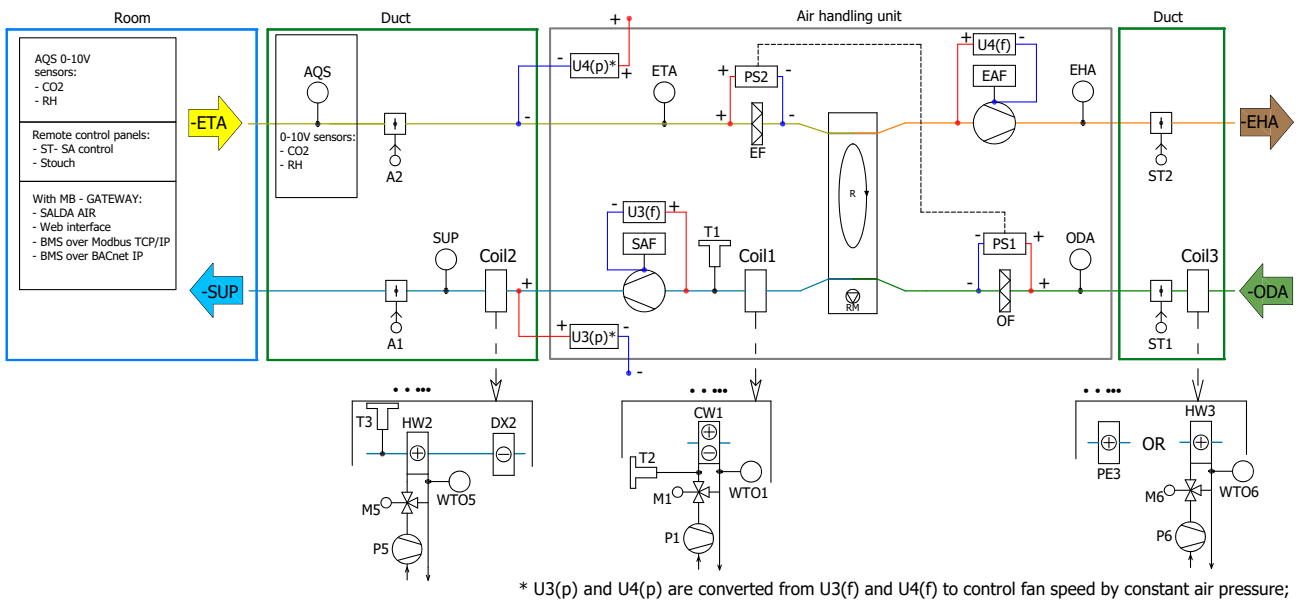 Room
Duct
Air handling unit
Duct
AQS 0-10V
sensors:
- CO2
- RH
Remote control panels:
- ST- SA control
- Stouch
With MB - GATEWAY:
- SALDA AIR
- Web interface
- BMS over Modbus TCP/IP
- BMS over BACnet IP
-ETA
-SUP
AQS
0-10V sensors:
- CO2
- RH
A2
SUP
Coil2
A1
+
- U4(p)* +
-
ETA
+ PS2 -
+ -
EF
+ U4(f) -
EAF
EHA
- U3(f) +
SAF
T1
Coil1
+
U3(p)* -
-
R
RM
- PS1 +
- +
OF
ODA
ST2
ST1
Coil3
-EHA
-ODA
T3
HW2
DX2
WTO5
M5
P5
CW1
T2
M1
WTO1
P1
PE3
OR
HW3
M6
WTO6
P6
* U3(p) and U4(p) are converted from U3(f) and U4(f) to control fan speed by constant air pressure;